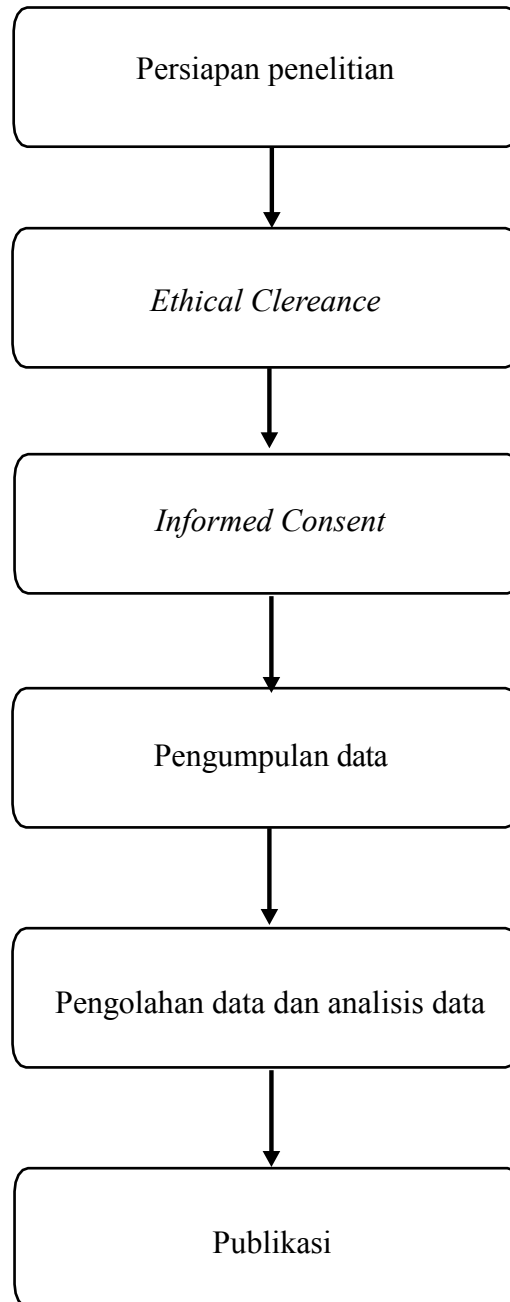 Persiapan penelitian
Ethical Clereance
Informed Consent
Pengumpulan data
Pengolahan data dan analisis data
Publikasi